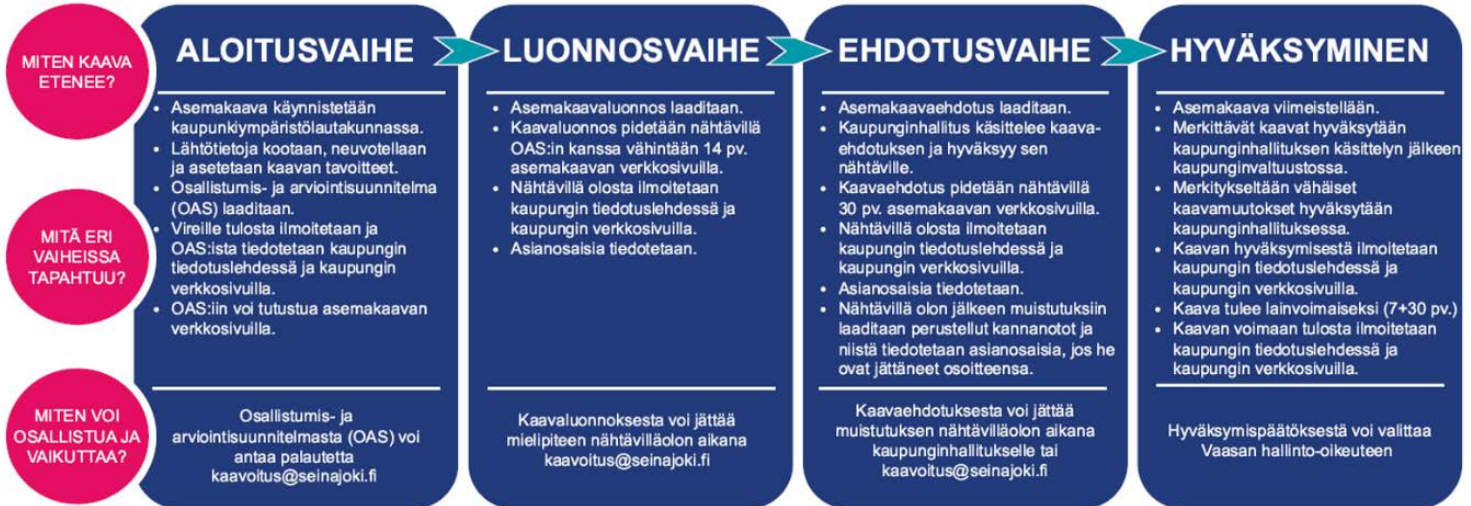 MITEN KAAVA
ETENEE?
MITÄ ERI
VAIHEISSA
TAPAHTUU?
MITEN VOI
OSALLISTUA JA
VAIKUTTAA?
ALOITUSVAIHE
• Asemakaava käynnistetään
kaupunkiympäristölautakunnassa.
• Lähtötietoja kootaan, neuvotellaan
ja asetetaan kaavan tavoitteet.
• Osallistumis- ja arviointisuunnitelma
(OAS) laaditaan.
• Vireille tulosta ilmoitetaan ja
OAS:ista tiedotetaan kaupungin
tiedotuslehdessä ja kaupungin
verkkosivuilla.
• OAS:iin voi tutustua asemakaavan
verkkosivuilla.
Osallistumis- ja
arviointisuunnitelmasta (OAS) voi
antaa palautetta
kaavoitus@seinajoki.fi
LUONNOSVAIHE
• Asemakaavaluonnos laaditaan.
• Kaavaluonnos pidetään nähtävillä
OAS:in kanssa vähintään 14 pv.
asemakaavan verkkosivuilla.
• Nähtävillä olosta ilmoitetaan
kaupungin tiedotuslehdessä ja
kaupungin verkkosivuilla.
• Asianosaisia tiedotetaan.
Kaavaluonnoksesta voi jättää
mielipiteen nähtävilläolon aikana
kaavoitus@seinajoki.fi
EHDOTUSVAIHE
• Asemakaavaehdotus laaditaan.
• Kaupunginhallitus käsittelee kaava-
ehdotuksen ja hyväksyy sen
nähtäville.
• Kaavaehdotus pidetään nähtävillä
30 pv. asemakaavan verkkosivuilla.
• Nähtävillä olosta ilmoitetaan
kaupungin tiedotuslehdessä ja
kaupungin verkkosivuilla.
• Asianosaisia tiedotetaan.
• Nähtävillä olon jälkeen muistutuksiin
laaditaan perustellut kannanotot ja
niistä tiedotetaan asianosaisia, jos he
ovat jättäneet osoitteensa.
Kaavaehdotuksesta voi jättää
muistutuksen nähtävilläolon aikana
kaupunginhallitukselle tai
kaavoitus@seinajoki.fi
HYVÄKSYMINEN
• Asemakaava viimeistellään.
• Merkittävät kaavat hyväksytään
kaupunginhallituksen käsittelyn jälkeen
kaupunginvaltuustossa.
• Merkitykseltään vähäiset
kaavamuutokset hyväksytään
kaupunginhallituksessa.
• Kaavan hyväksymisestä ilmoitetaan
kaupungin tiedotuslehdessä ja
kaupungin verkkosivuilla.
• Kaava tulee lainvoimaiseksi (7+30 pv.)
• Kaavan voimaan tulosta ilmoitetaan
kaupungin tiedotuslehdessä ja
kaupungin verkkosivuilla.
Hyväksymispäätöksestä voi valittaa
Vaasan hallinto-oikeuteen